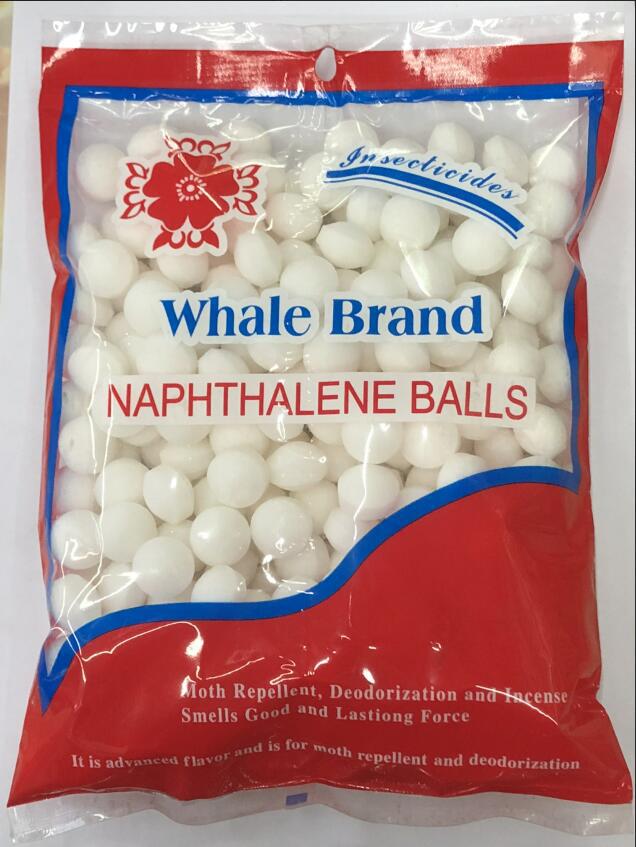 Insecticides
Whale Brand
NAPHTHALENE BALLS
Moth Repellent, Deodorization and Incense
Smells Good and Lastiong Force
It is advanced flavor and is for moth repellent and deodorization